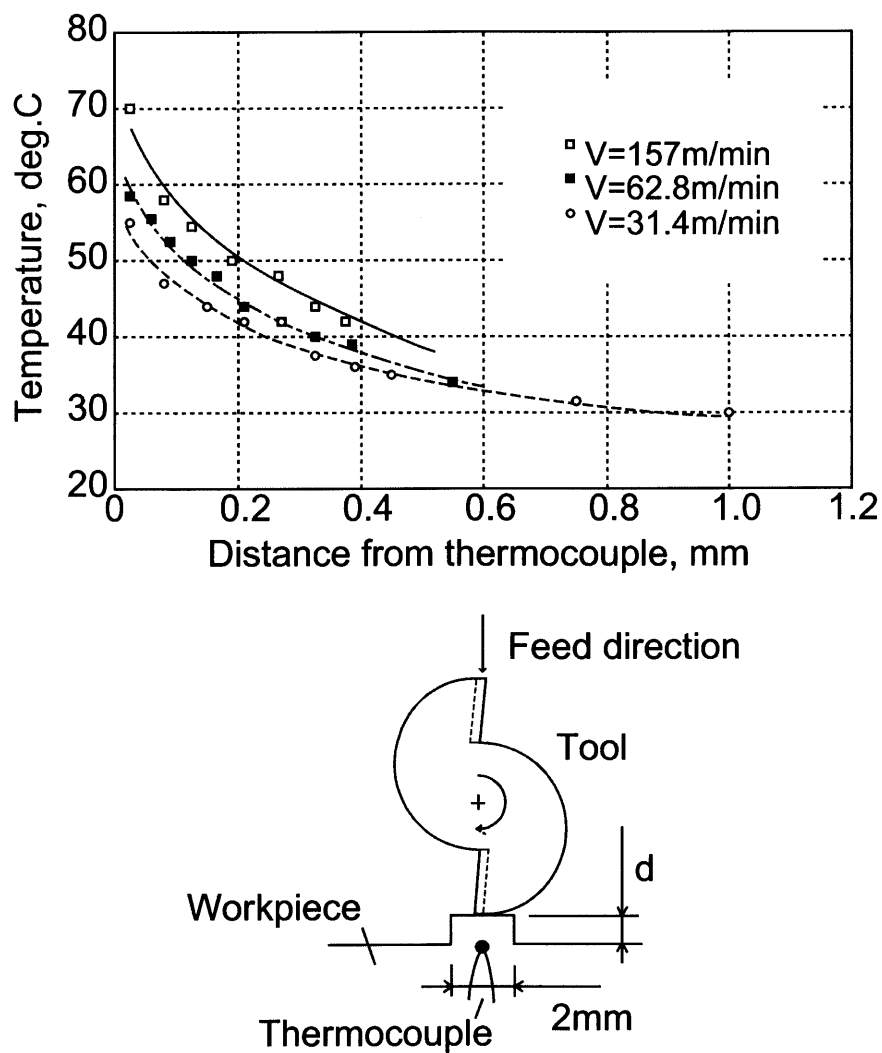 80
70
60
50
40
30
20
Temperature, deg.C
V=157m/min
V=62.8m/min
V=31.4m/min
0 0.2 0.4 0.6 0.8 1.0 1.2
Distance from thermocouple, mm
Feed direction
Tool
d
Workpiece
2mm
Thermocouple